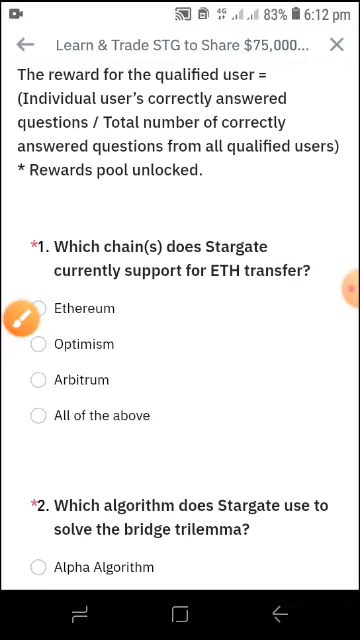 4G 83% 6:12 pm
Learn & Trade STG to Share $75,000...
The reward for the qualified user =
(Individual user's correctly answered
questions / Total number of correctly
answered questions from all qualified users)
* Rewards pool unlocked.
*1. Which chain(s) does Stargate
currently support for ETH transfer?
Ethereum
Optimism
Arbitrum
All of the above
*2. Which algorithm does Stargate use to
solve the bridge trilemma?
Alpha Algorithm